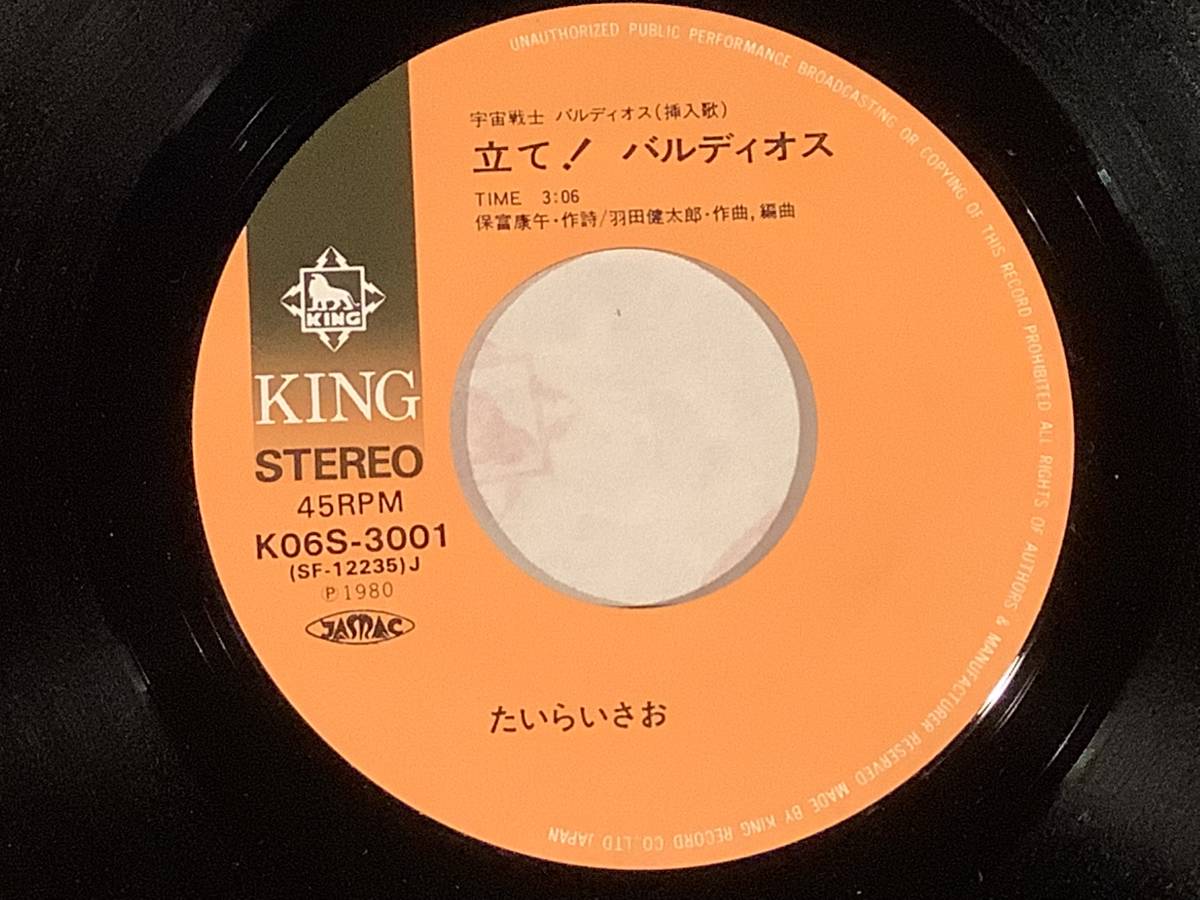 UNAUTHORIZED PUBLIC PERFORMANCE BROADCASTING OR COPYING OF THIS RECORD PROHIBITED ALL RIGHTS OF AUTHORS & MANUFACTURER RESERVED MADE BY KING RECORD CO.,LTD. JAPAN
宇宙戦士 バルディオス(挿入歌)
立て! バルディオス
TIME 3:06
保富康午・作詩/羽田健太郎・作曲,編曲
KING
KING
STEREO
45RPM
K06S-3001
(SF-12235)J
Ⓟ1980
JASRAC
たいらいさお